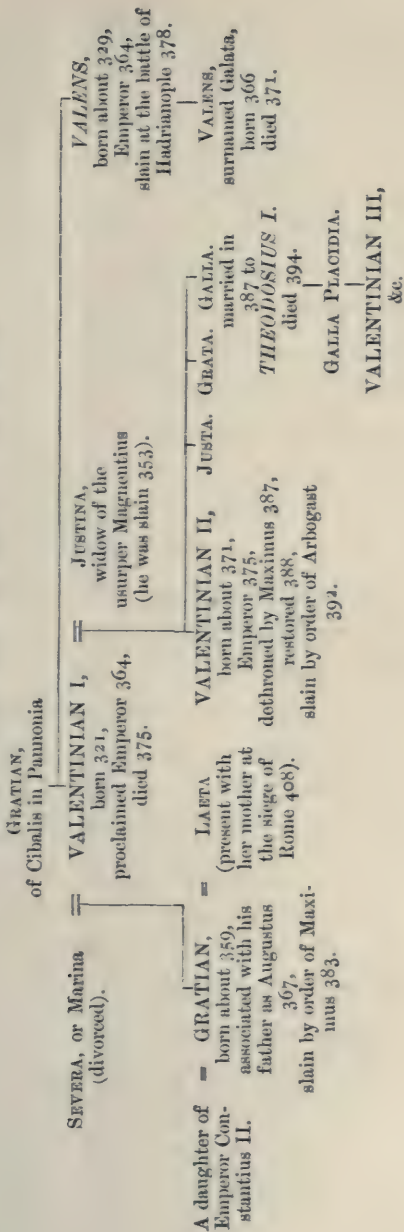 GRATIAN,
of Cibalis in Pannonia
SEVERA, or Marina
(divorced).
=
VALENTINIAN I,
born 321,
proclaimed Emperor 364,
died 375.
=
JUSTINA,
widow of the
usurper Magnentius
(he was slain 353).
VALENS,
born about 329,
Emperor 364,
slain at the battle of
Hadrianople 378.
A daughter of
Emperor Con-
stantius II.
=
GRATIAN,
born about 359,
associated with his
father as Augustus
367,
slain by order of Maxi-
mus 383.
=
LAETA
(present with
her mother at
the siege of
Rome 408).
VALENTINIAN II,
born about 371,
Emperor 375,
dethroned by Maximus 387,
restored 388,
slain by order of Arbogast
392.
JUSTA.
GRATA.
GALLA.
married in
387 to
THEODOSIUS I.
died 394.
GALLA PLACIDIA.
VALENTINIAN III,
&c.
VALENS,
surnamed Galata,
born 366
died 371.